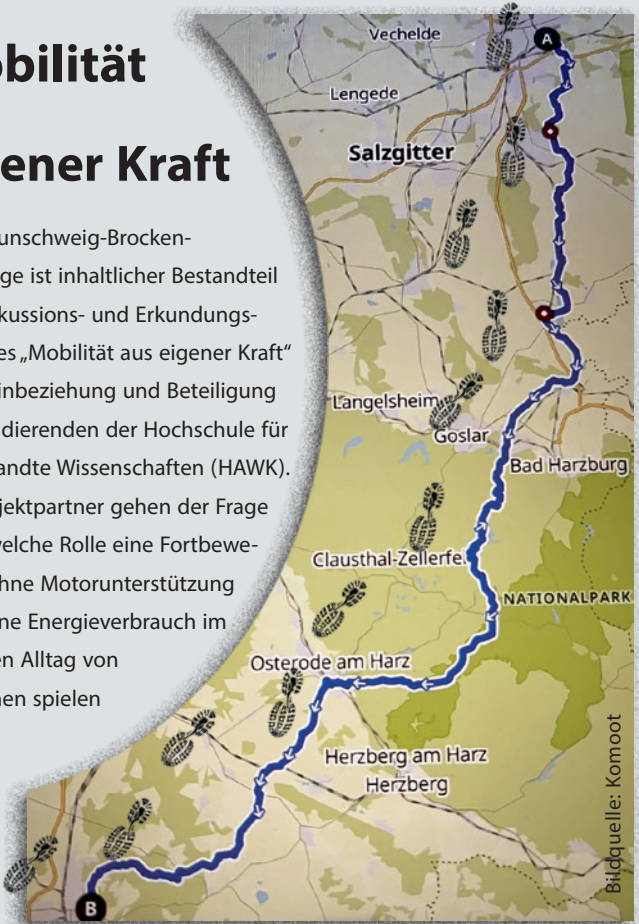 obilität
ener Kraft
unschweig-Brocken-
ge ist inhaltlicher Bestandteil
kussions- und Erkundungs-
es „Mobilität aus eigener Kraft“
inbeziehung und Beteiligung
dierenden der Hochschule für
andte Wissenschaften (HAWK).
jektpartner gehen der Frage
welche Rolle eine Fortbewe-
hne Motorunterstützung
ne Energieverbrauch im
en Alltag von
nen spielen
Vechelde
A
Lengede
Salzgitter
Langelsheim
Goslar
Bad Harzburg
Clausthal-Zellerfel
NATIONALPARK
Osterode am Harz
Herzberg am Harz
Herzberg
B
Bildquelle: Komoot